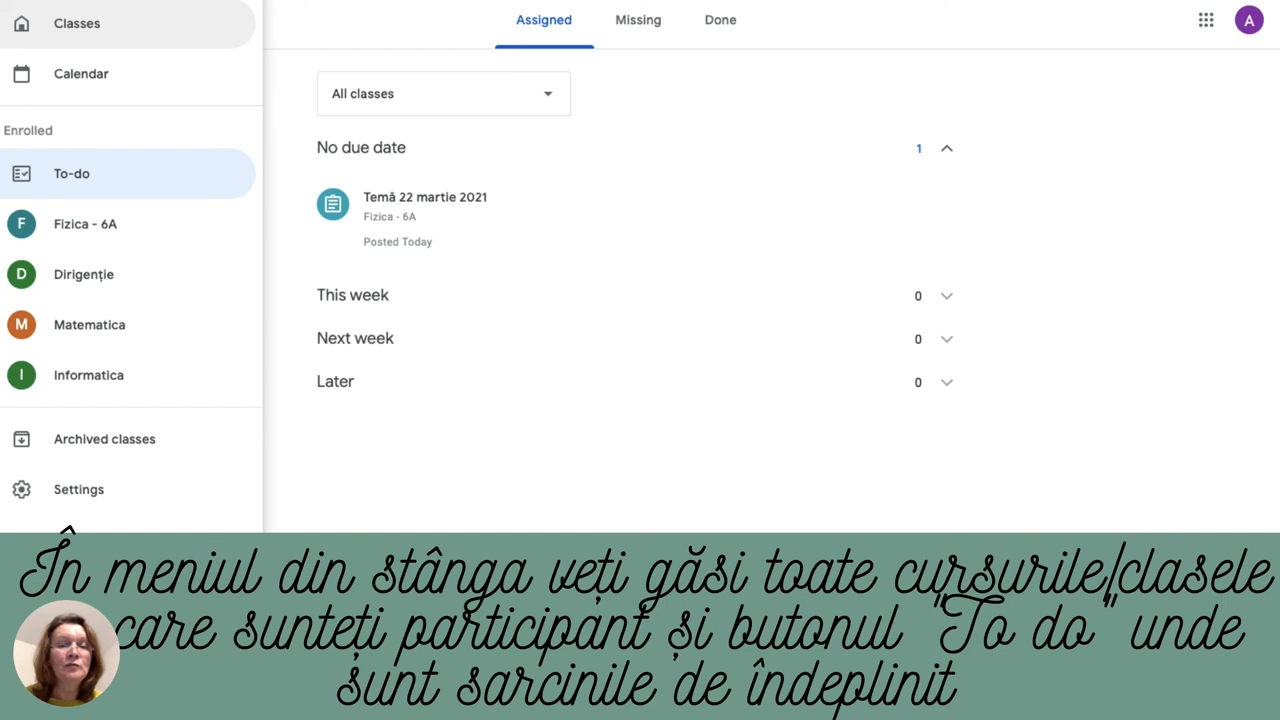 Classes
Calendar
Enrolled
To-do
F Fizica - 6A
D Dirigenție
M Matematica
I Informatica
Archived classes
Settings
Assigned Missing Done
A
All classes
No due date 1
Temă 22 martie 2021
Fizica - 6A
Posted Today
This week 0
Next week 0
Later 0
În meniul din stânga veți găsi toate cursurile/clasele
care sunteți participant și butonul "To do" unde
sunt sarcinile de îndeplinit